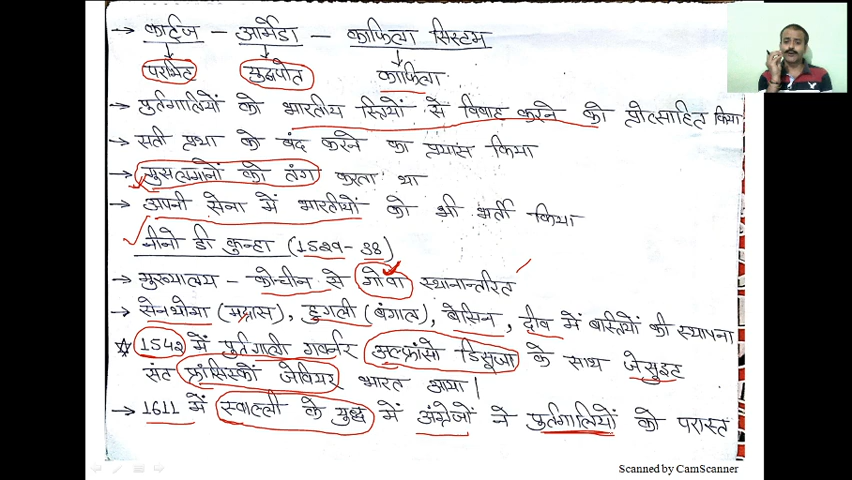 → कार्टज - आर्मेडा - काफिला सिस्टम
परमिट युद्धपोत काफिला
→ पुर्तगालियों को भारतीय स्त्रियों से विवाह करने को प्रोत्साहित किया
→ सती प्रथा को बंद करने का प्रयास किया
→ मुसलमानों को तंग करता था
→ अपनी सेना में भारतीयों को भी भर्ती किया
नीनो डी कुन्हा (1529-38)
→ मुख्यालय - कोचीन से गोवा स्थानान्तरित
→ सेनथोमा (मद्रास), हुगली (बंगाल), बेसिन, द्वीव में बस्तियों की स्थापना
☆ 1542 में पुर्तगाली गवर्नर अल्फ्रांसो डिसूजा के साथ जेसुइट
संत फ्रांसिस्कों जेवियर भारत आया।
→ 1611 में स्वाल्ली के युद्ध में अंग्रेजों ने पुर्तगालियों को परास्त
Scanned by CamScanner